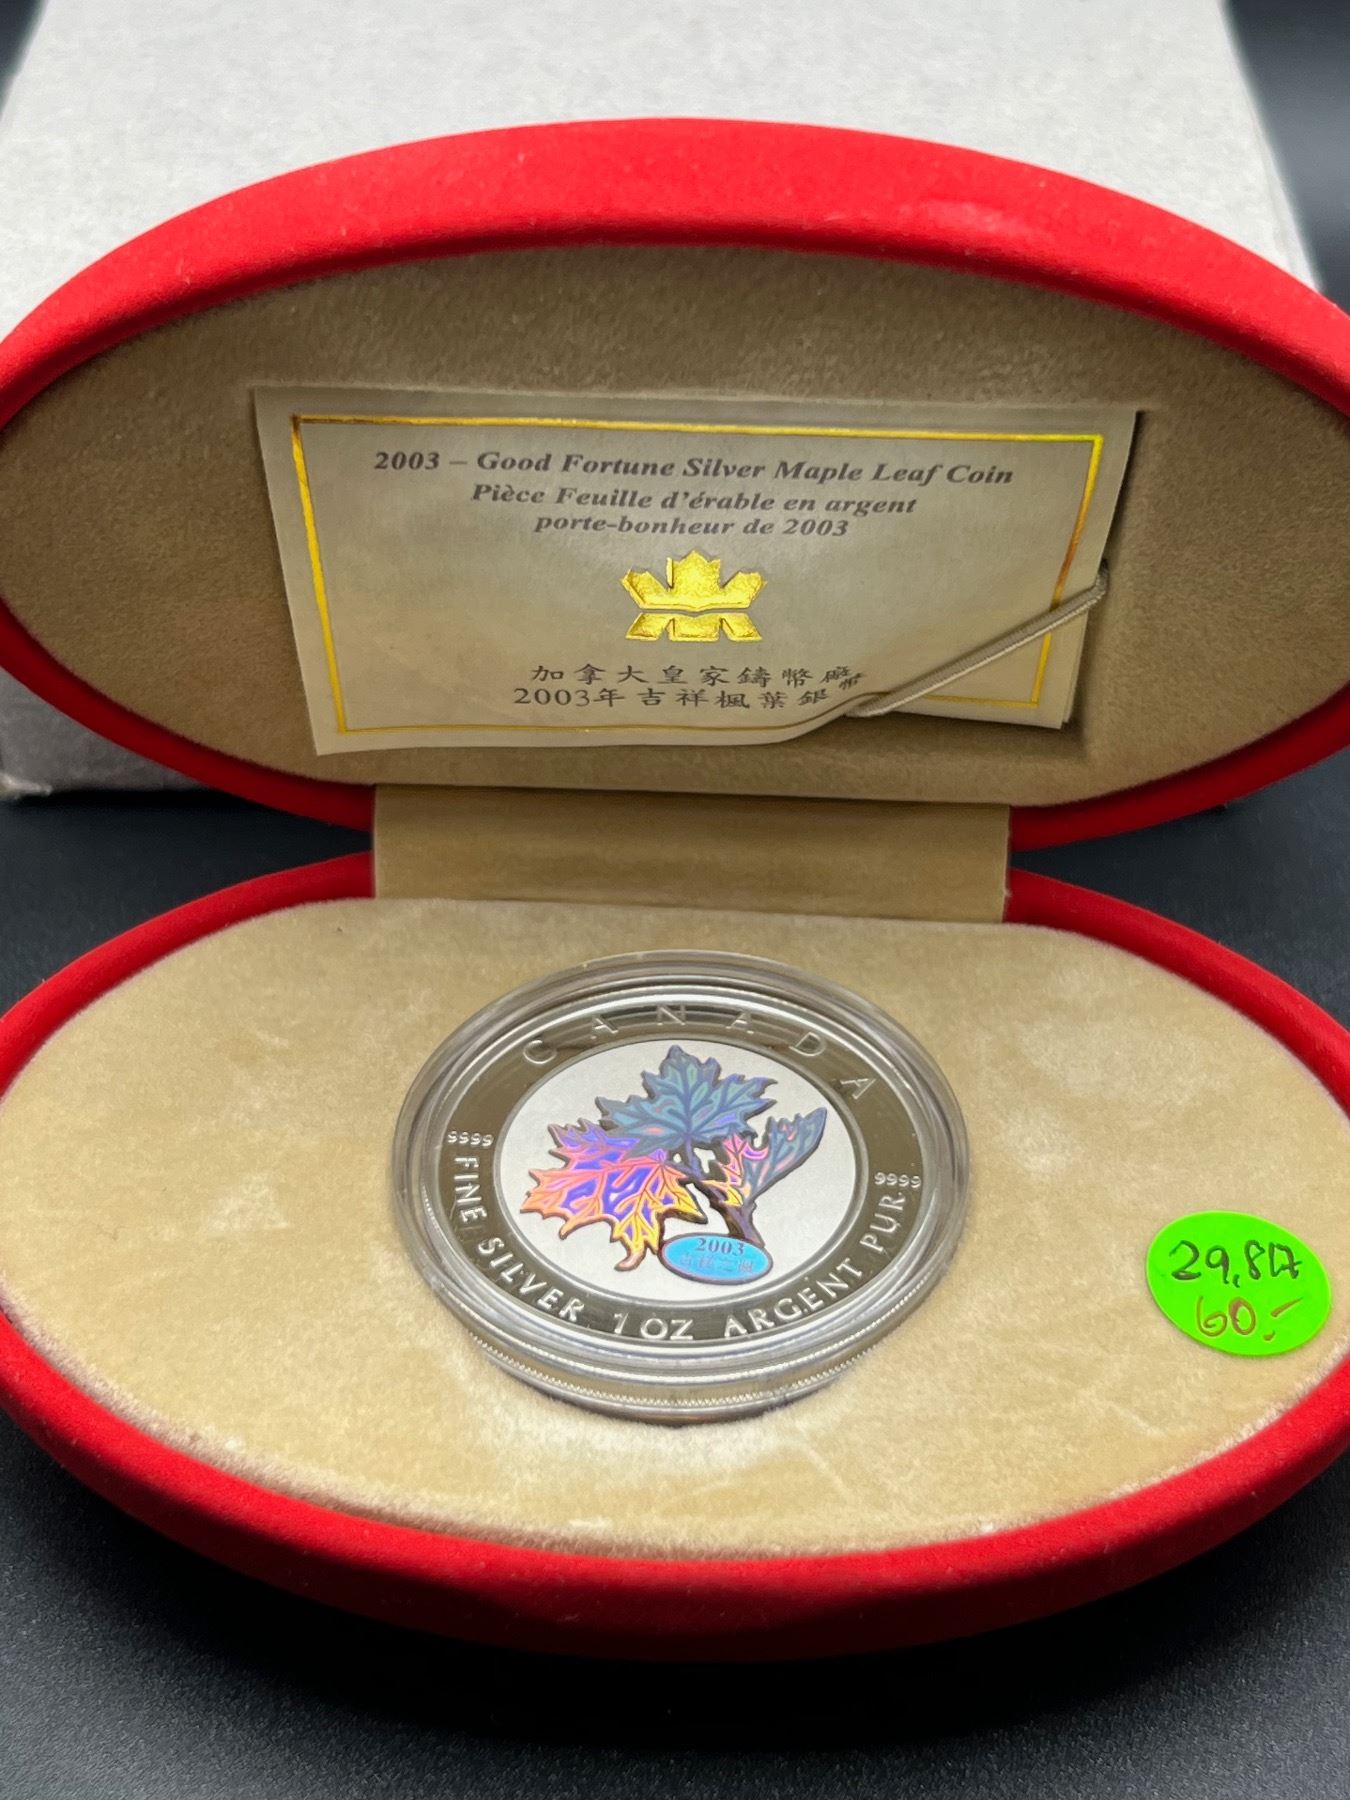 2003 – Good Fortune Silver Maple Leaf Coin
Pièce Feuille d'érable en argent
porte-bonheur de 2003
加拿大皇家鑄幣廠
2003年吉祥楓葉銀幣
CANADA
9999 FINE SILVER 1 OZ ARGENT PUR 9999
2003
60.-